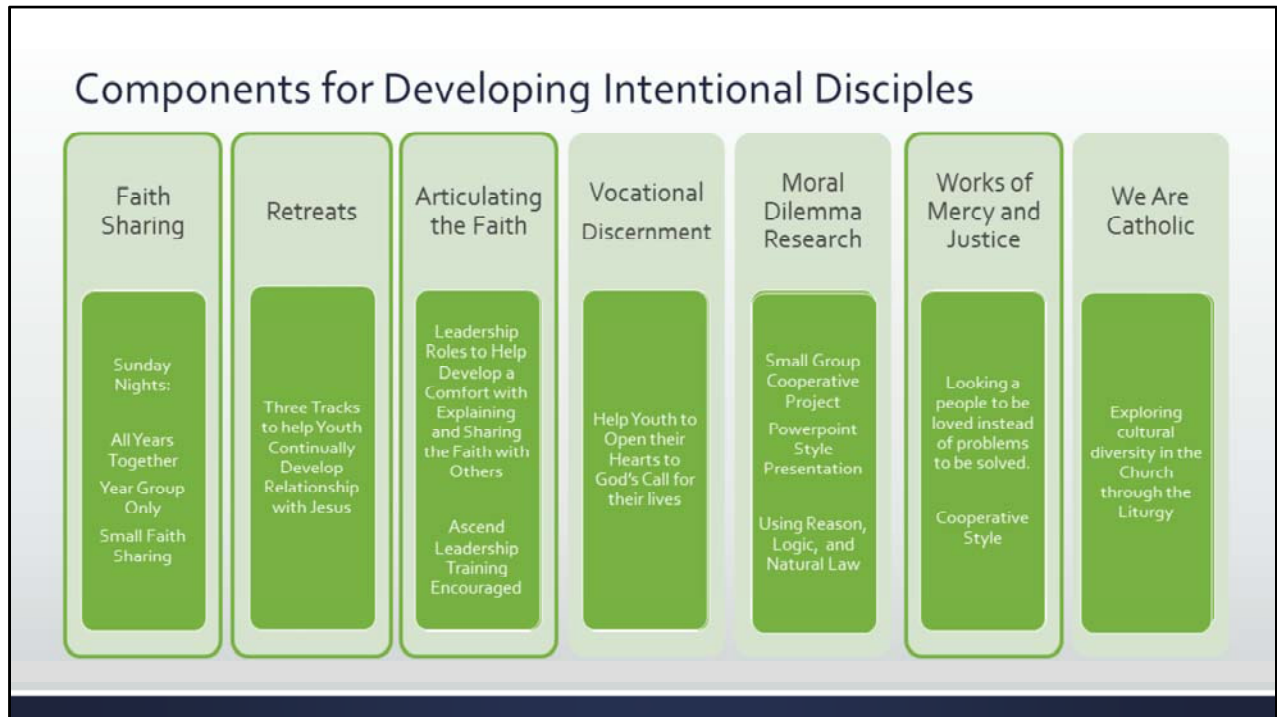 Components for Developing Intentional Disciples
Faith
Sharing
Sunday
Nights:
All Years
Together
Year Group
Only
Small Faith
Sharing
Retreats
Three Tracks
to help Youth
Continually
Develop
Relationship
with Jesus
Articulating
the Faith
Leadership
Roles to Help
Develop a
Comfort with
Explaining
and Sharing
the Faith with
Others
Ascend
Leadership
Training
Encouraged
Vocational
Discernment
Help Youth to
Open their
Hearts to
God's Call for
their lives
Moral
Dilemma
Research
Small Group
Cooperative
Project
Powerpoint
Style
Presentation
Using Reason,
Logic, and
Natural Law
Works of
Mercy and
Justice
Looking a
people to be
loved instead
of problems
to be solved.
Cooperative
Style
We Are
Catholic
Exploring
cultural
diversity in the
Church
through the
Liturgy